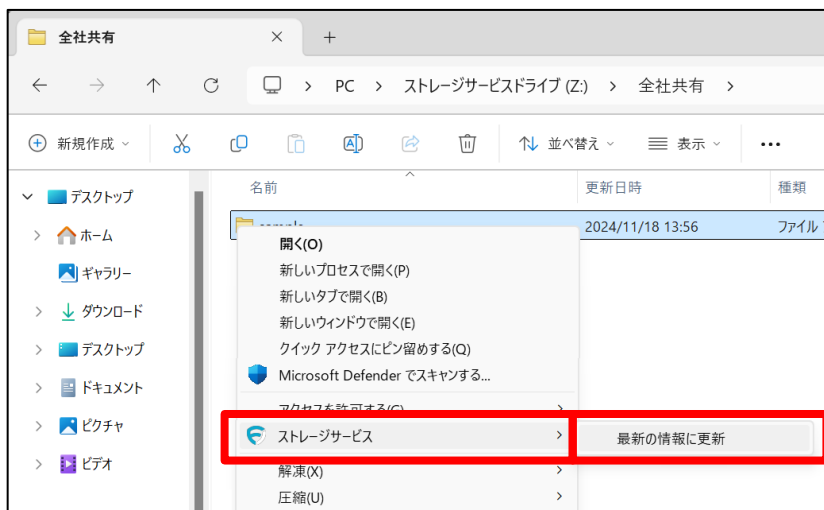 全社共有
PC > ストレージサービスドライブ (Z:) > 全社共有 >
新規作成 並べ替え 表示
名前 更新日時 種類
デスクトップ
ホーム
ギャラリー
ダウンロード
デスクトップ
ドキュメント
ピクチャ
ビデオ
sample 2024/11/18 13:56 ファイル
開く(O)
新しいプロセスで開く(P)
新しいタブで開く(B)
新しいウィンドウで開く(E)
クイック アクセスにピン留めする(Q)
Microsoft Defender でスキャンする...
アクセスを許可する(G)
ストレージサービス
最新の情報に更新
解凍(X)
圧縮(U)